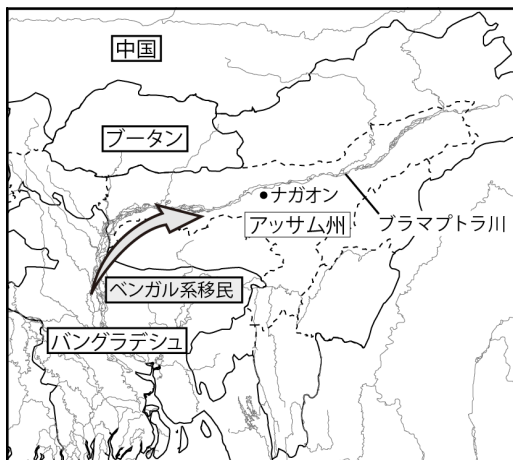 中国
ブータン
ナガオン
アッサム州
ブラマプトラ川
ベンガル系移民
バングラデシュ